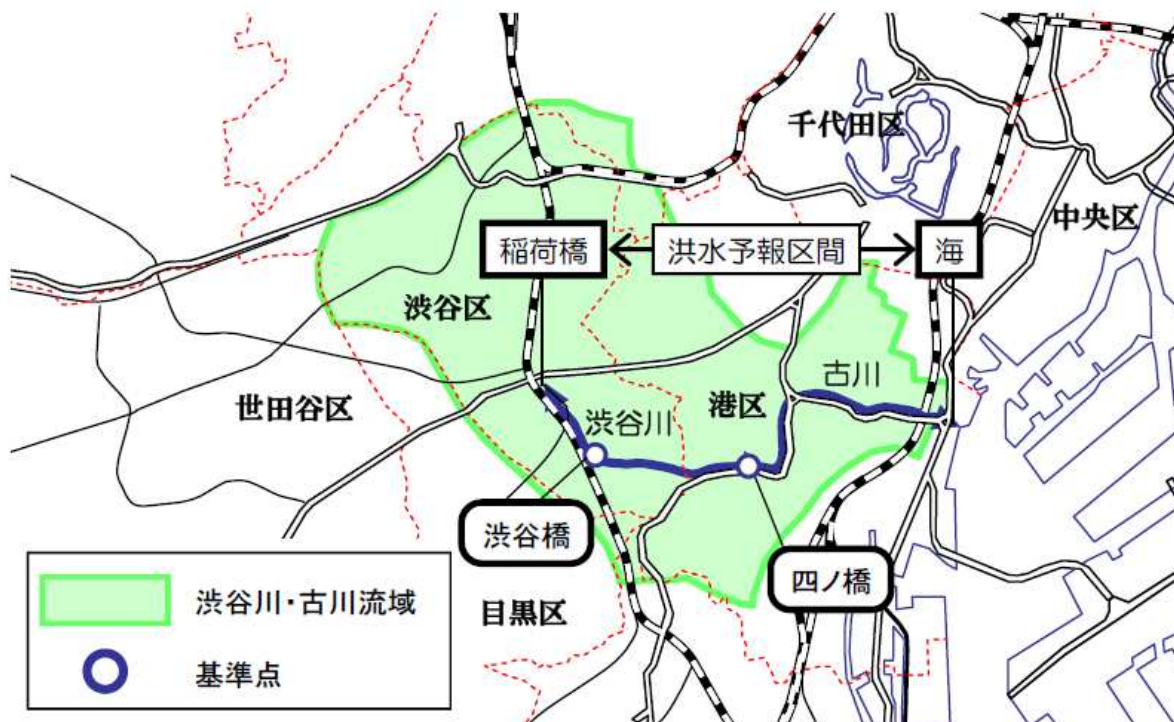 千代田区
中央区
稲荷橋
洪水予報区間
海
渋谷区
古川
世田谷区
港区
渋谷川
渋谷橋
四ノ橋
目黒区
渋谷川・古川流域
基準点